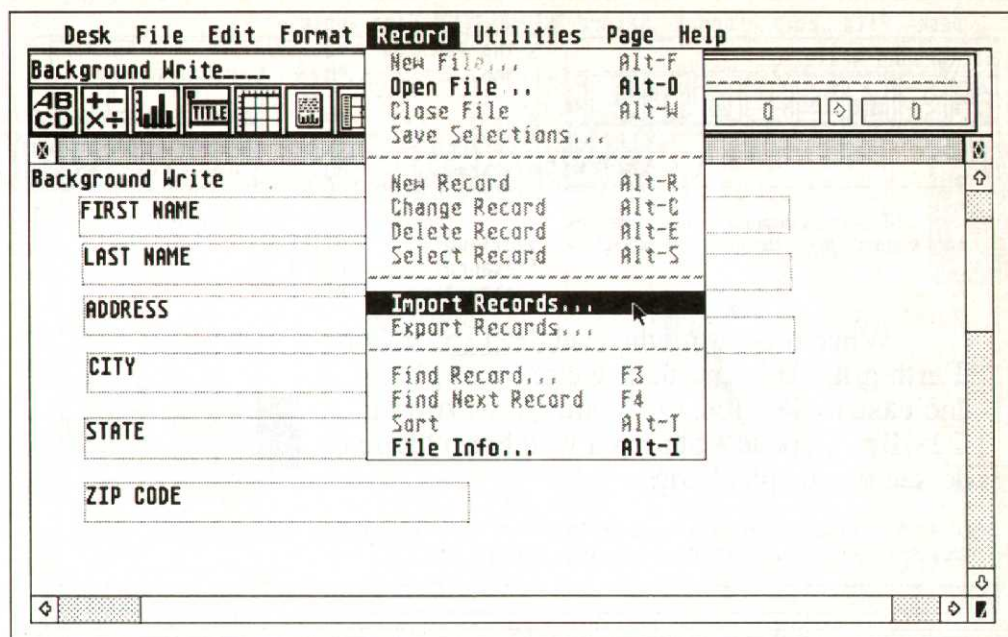 Desk File Edit Format Record Utilities Page Help
Background Write____
AB CD +- X÷ TITLE
0 0
New File... Alt-F
Open File... Alt-O
Close File Alt-W
Save Selections...
New Record Alt-R
Change Record Alt-C
Delete Record Alt-E
Select Record Alt-S
Import Records...
Export Records...
Find Record... F3
Find Next Record F4
Sort Alt-T
File Info... Alt-I
Background Write
FIRST NAME
LAST NAME
ADDRESS
CITY
STATE
ZIP CODE